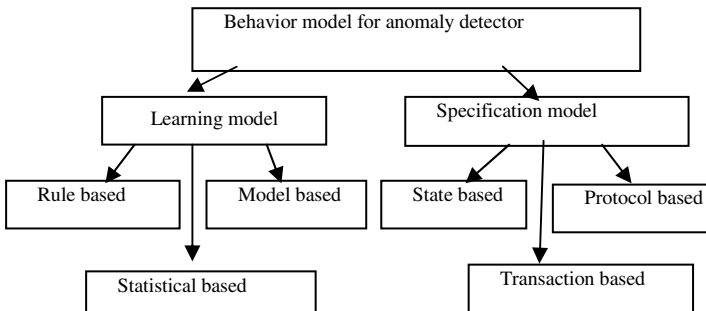 Behavior model for anomaly detector
Learning model
Specification model
Rule based
Model based
State based
Protocol based
Statistical based
Transaction based